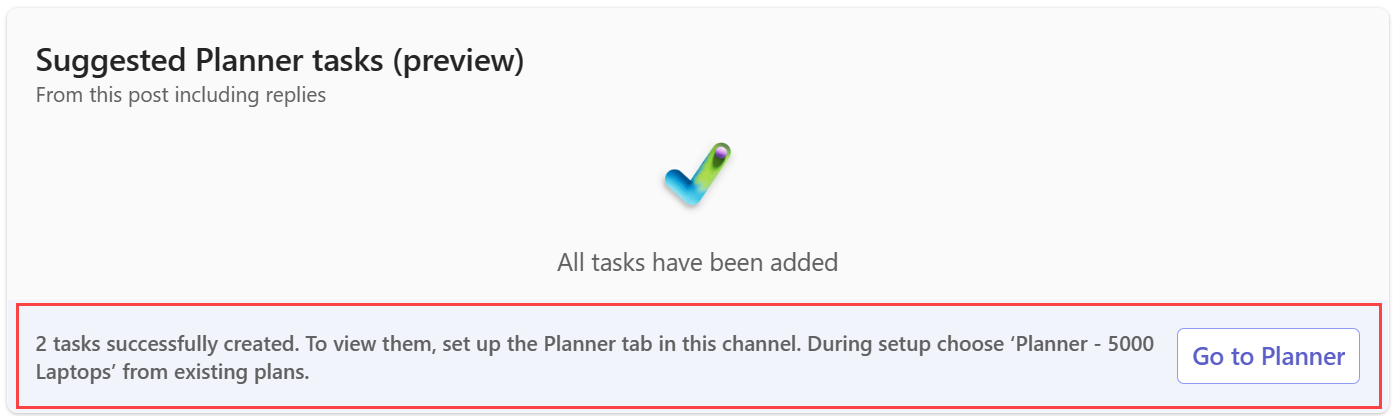 Suggested Planner tasks (preview)
From this post including replies
All tasks have been added
2 tasks successfully created. To view them, set up the Planner tab in this channel. During setup choose ‘Planner - 5000
Laptops’ from existing plans.
Go to Planner